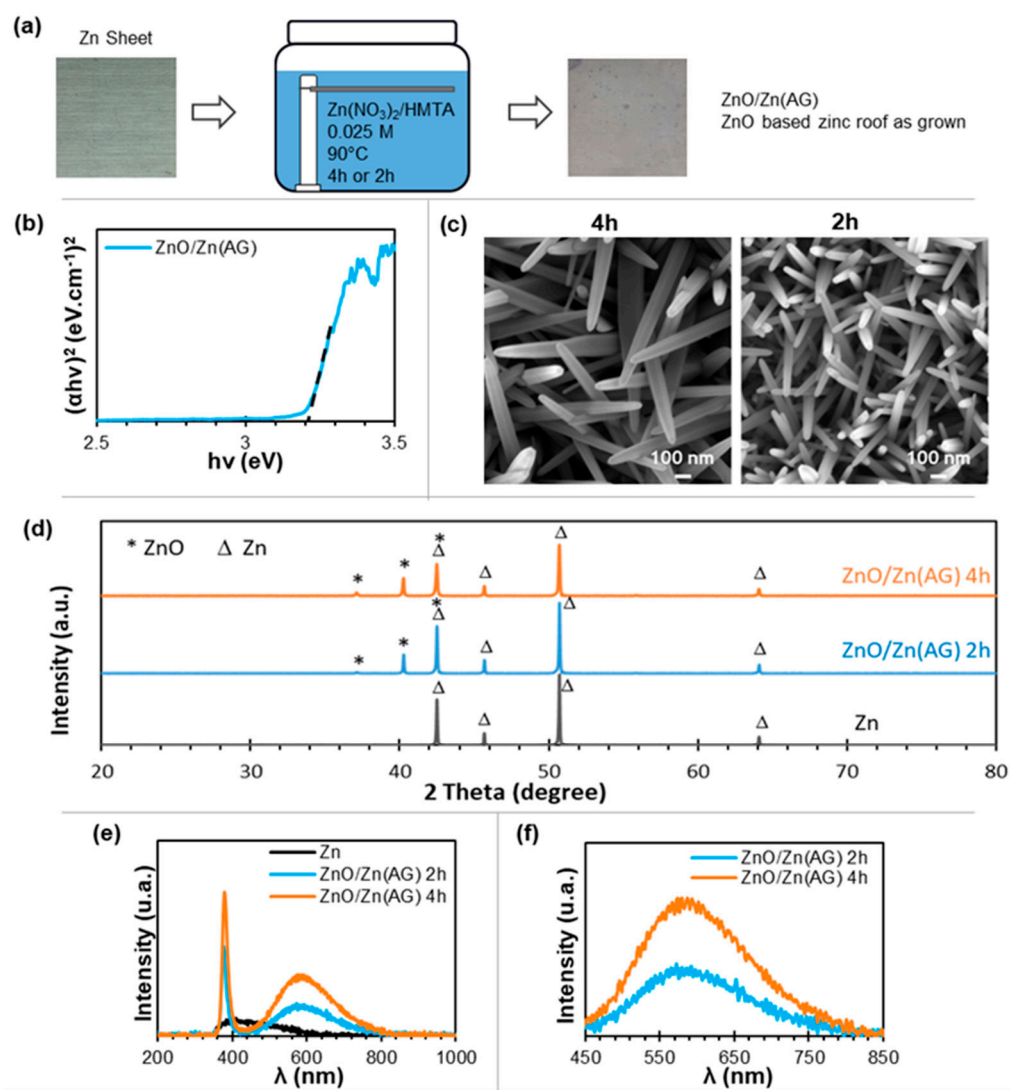 (a)
Zn Sheet
Zn(NO₃)₂/HMTA
0.025 M
90°C
4h or 2h
ZnO/Zn(AG)
ZnO based zinc roof as grown
(b)
ZnO/Zn(AG)
(αhν)² (eV.cm⁻¹)²
2.5
3
3.5
hν (eV)
(c)
4h
2h
100 nm
100 nm
(d)
* ZnO
Δ Zn
*
*
*
Δ
Δ
Δ
Δ
ZnO/Zn(AG) 4h
*
*
*
Δ
Δ
Δ
Δ
ZnO/Zn(AG) 2h
Δ
Δ
Δ
Δ
Zn
Intensity (a.u.)
20
30
40
50
60
70
80
2 Theta (degree)
(e)
Zn
ZnO/Zn(AG) 2h
ZnO/Zn(AG) 4h
Intensity (u.a.)
200
400
600
800
1000
λ (nm)
(f)
ZnO/Zn(AG) 2h
ZnO/Zn(AG) 4h
Intensity (u.a.)
450
550
650
750
850
λ (nm)